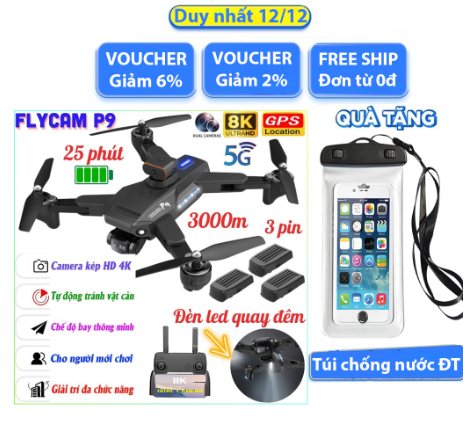 Duy nhất 12/12
VOUCHER
Giảm 6%
VOUCHER
Giảm 2%
FREE SHIP
Đơn từ 0đ
FLYCAM P9
DUAL CAMERAS
8K
ULTRA HD
GPS
Location
QUÀ TẶNG
25 phút
5G
P9
3000m
3 pin
Camera kép HD 4K
Tự động tránh vật cản
Chế độ bay thông minh
Cho người mới chơi
Giải trí đa chức năng
Đèn led quay đêm
8K
Túi chống nước ĐT